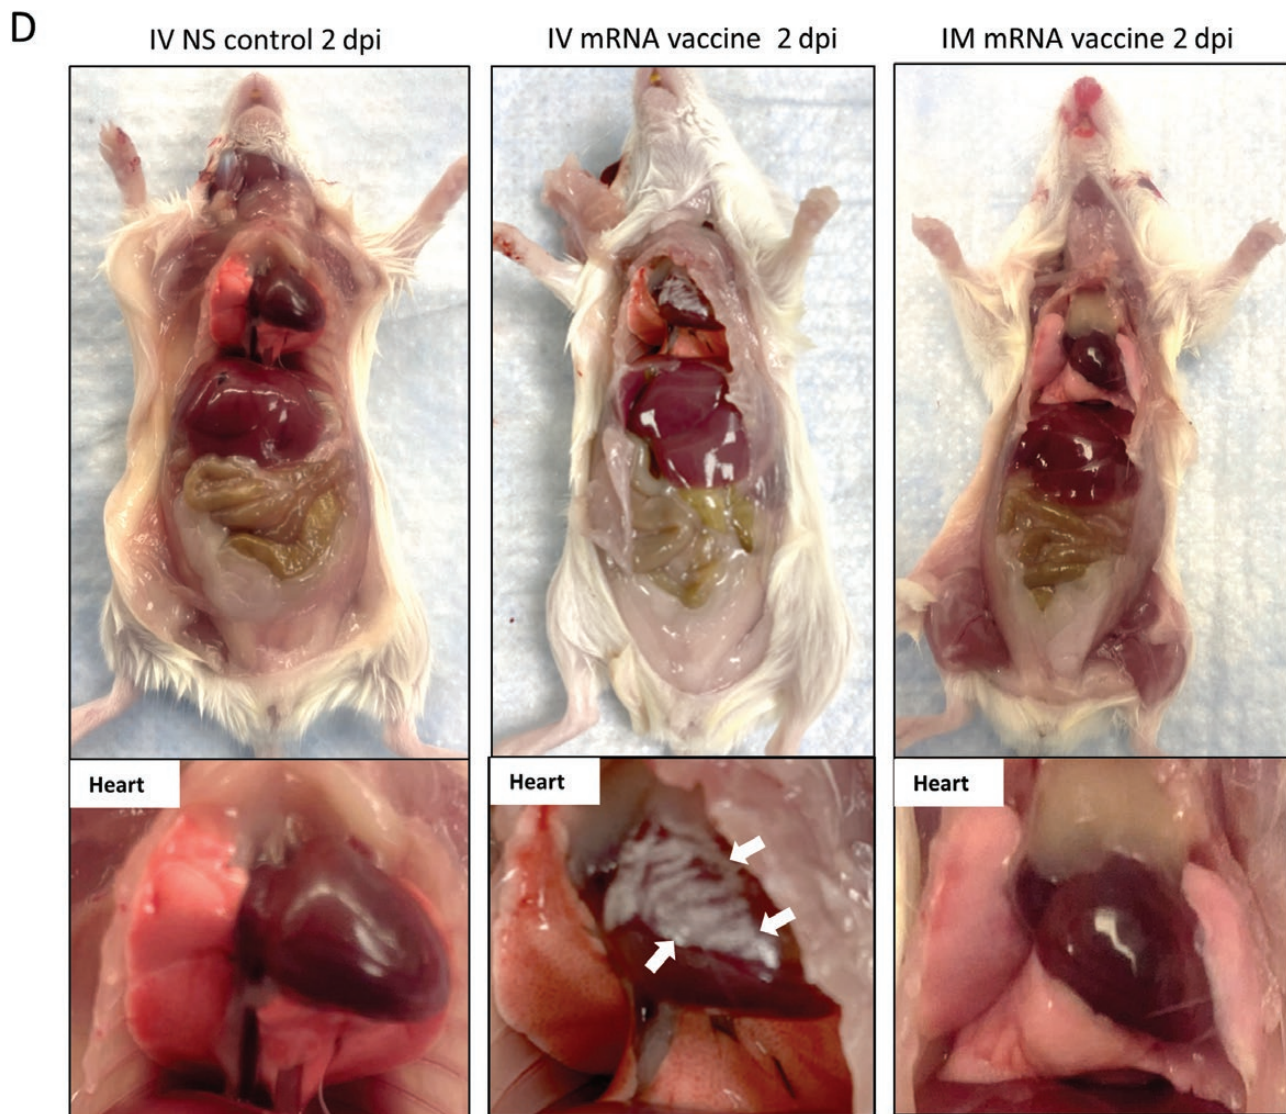 D
IV NS control 2 dpi
IV mRNA vaccine 2 dpi
IM mRNA vaccine 2 dpi
Heart
Heart
Heart